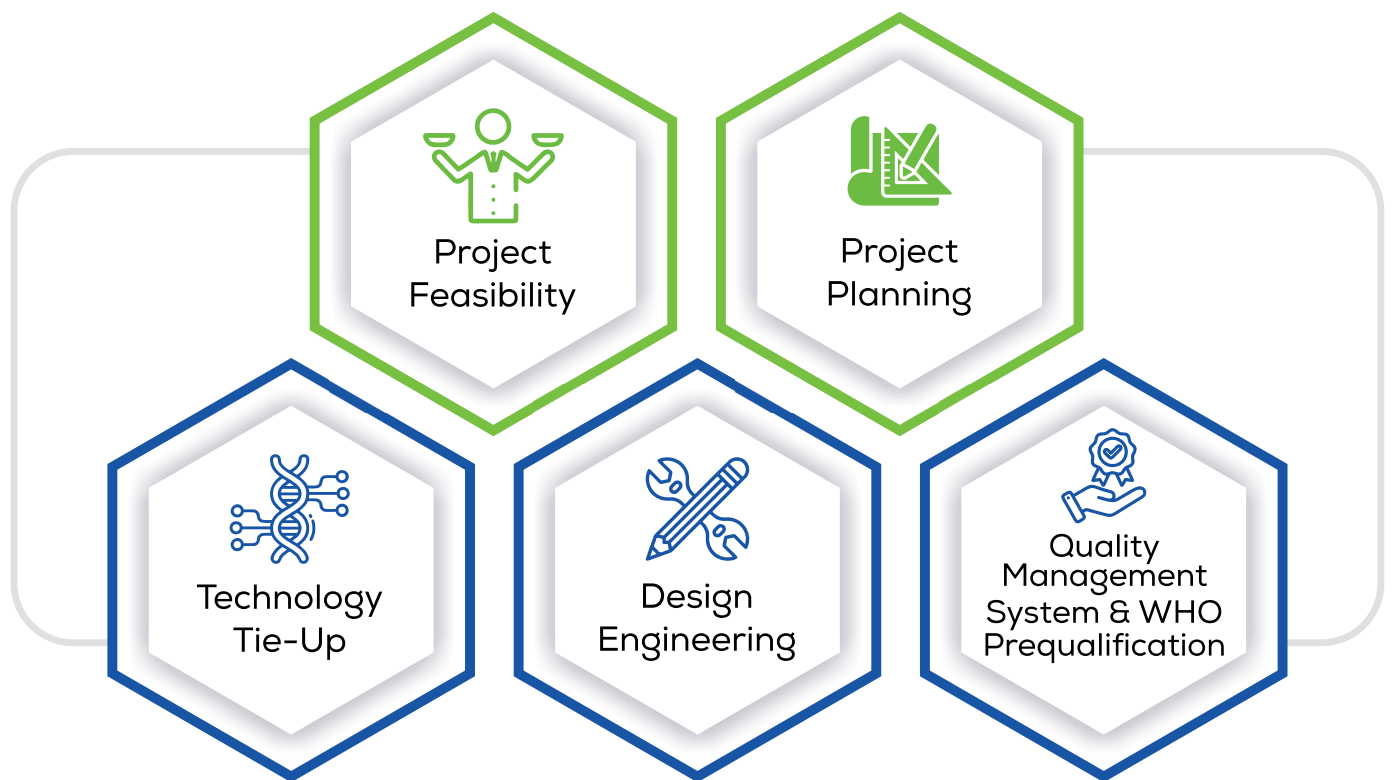 Project
Feasibility
Project
Planning
Technology
Tie-Up
Design
Engineering
Quality
Management
System & WHO
Prequalification